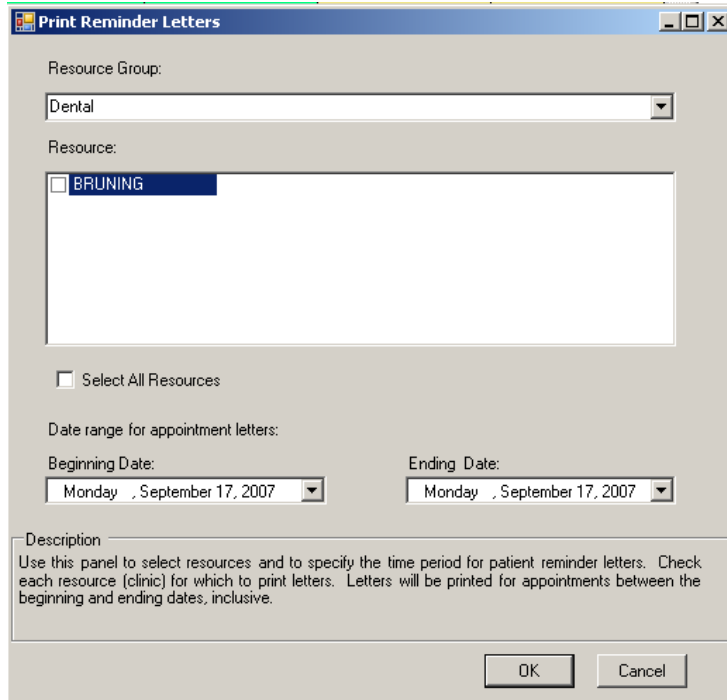 Print Reminder Letters
Resource Group:
Dental
Resource:
BRUNING
Select All Resources
Date range for appointment letters:
Beginning Date:
Ending Date:
Monday , September 17, 2007
Monday , September 17, 2007
Description
Use this panel to select resources and to specify the time period for patient reminder letters. Check
each resource (clinic) for which to print letters. Letters will be printed for appointments between the
beginning and ending dates, inclusive.
OK
Cancel